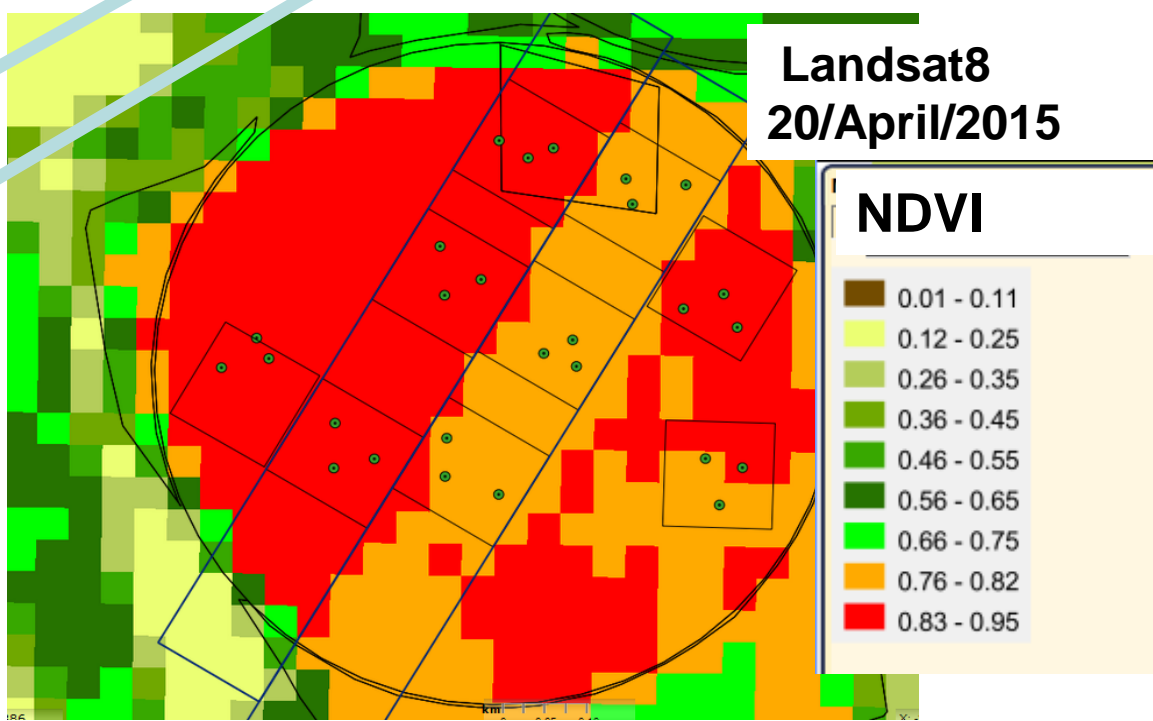 Landsat8
20/April/2015
NDVI
0.01 - 0.11
0.12 - 0.25
0.26 - 0.35
0.36 - 0.45
0.46 - 0.55
0.56 - 0.65
0.66 - 0.75
0.76 - 0.82
0.83 - 0.95
km